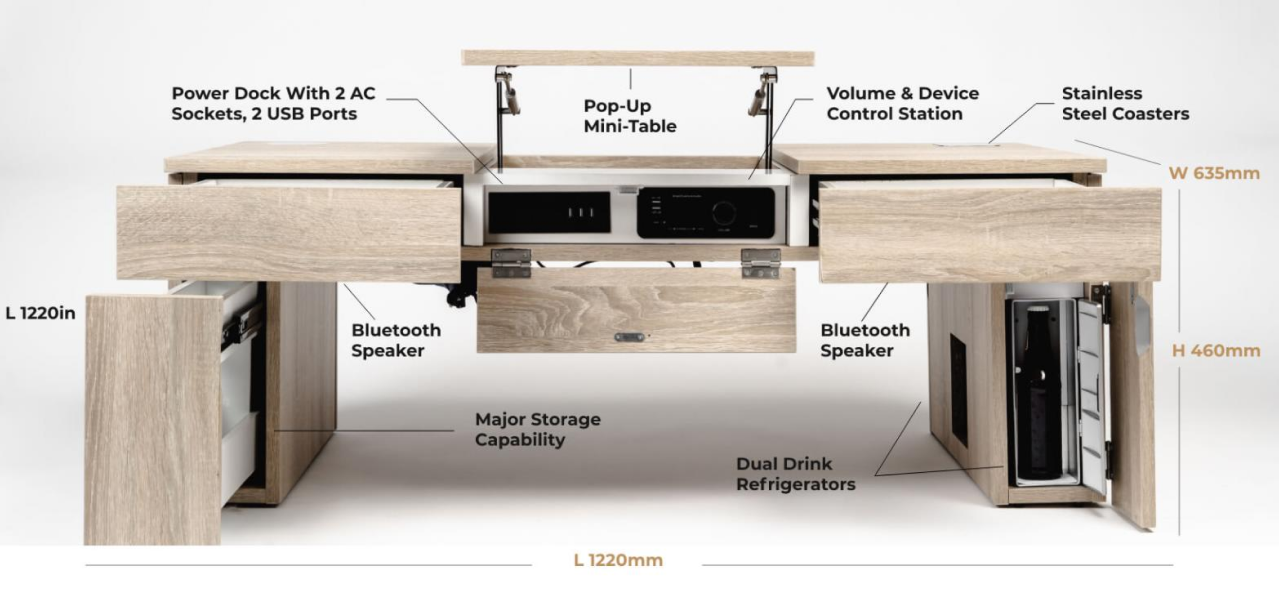 Power Dock With 2 AC
Sockets, 2 USB Ports
Pop-Up
Mini-Table
Volume & Device
Control Station
Stainless
Steel Coasters
W 635mm
L 1220in
Bluetooth
Speaker
Bluetooth
Speaker
H 460mm
Major Storage
Capability
Dual Drink
Refrigerators
L 1220mm